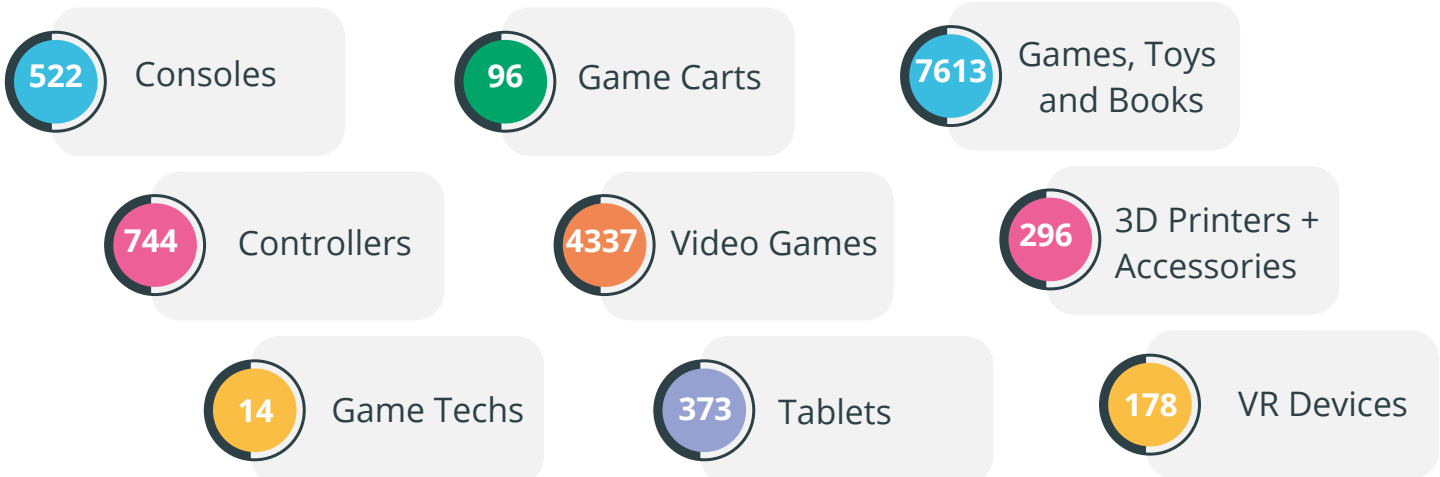 522 Consoles
96 Game Carts
7613 Games, Toys
and Books
744 Controllers
4337 Video Games
296 3D Printers +
Accessories
14 Game Techs
373 Tablets
178 VR Devices